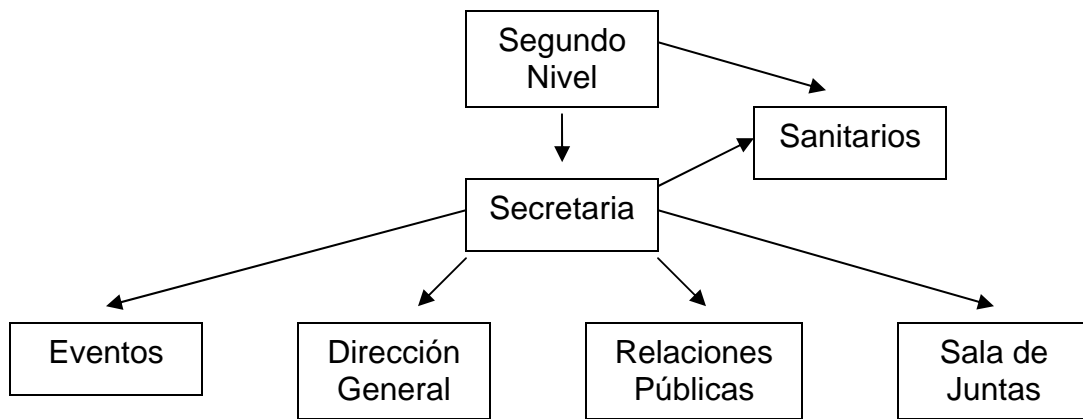 Segundo
Nivel
Sanitarios
Secretaria
Eventos
Dirección
General
Relaciones
Públicas
Sala de
Juntas